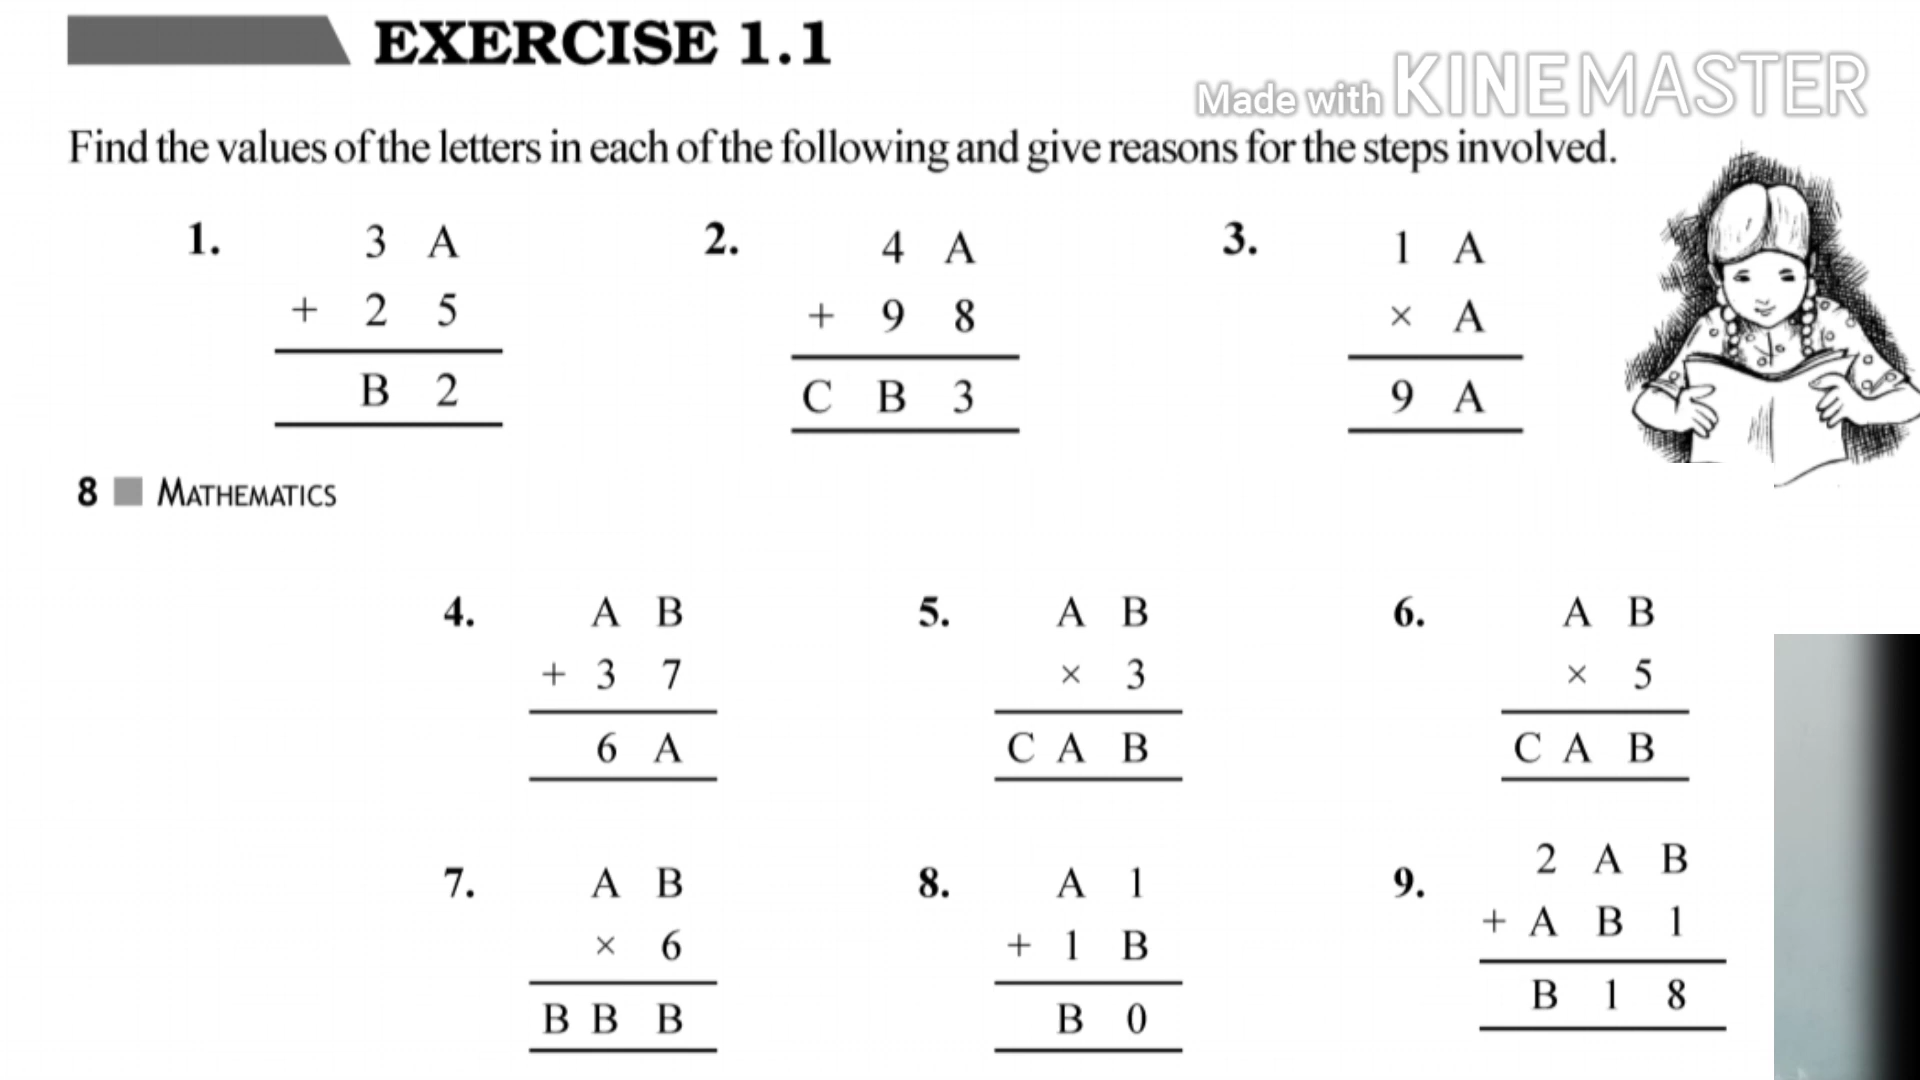 EXERCISE 1.1
Made with KINEMASTER
Find the values of the letters in each of the following and give reasons for the steps involved.
1. 3 A
+ 2 5
B 2
2. 4 A
+ 9 8
C B 3
3. 1 A
× A
9 A
8 MATHEMATICS
4. A B
+ 3 7
6 A
5. A B
× 3
C A B
6. A B
× 5
C A B
7. A B
× 6
B B B
8. A 1
+ 1 B
B 0
9. 2 A B
+ A B 1
B 1 8